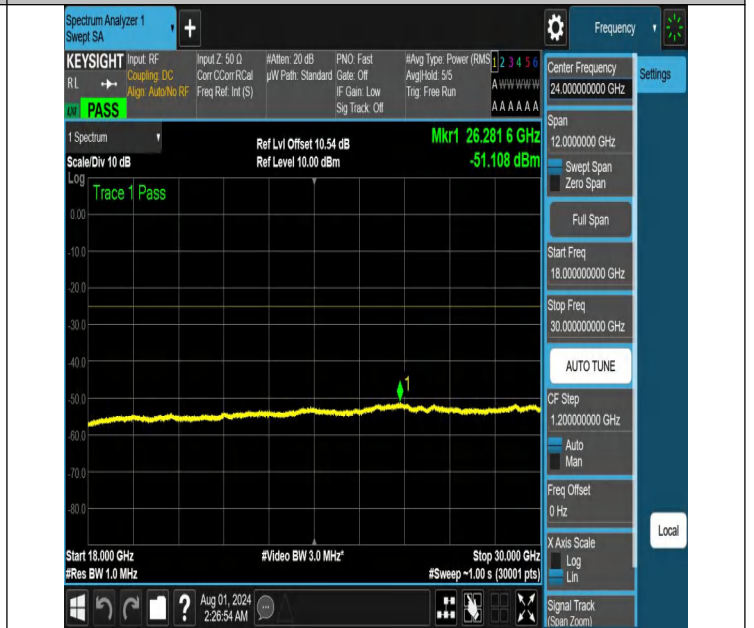 Spectrum Analyzer 1
Swept SA
+
Frequency
KEYSIGHT
RL
PASS
Input: RF
Coupling: DC
Align: Auto/No RF
Input Z: 50 Ω
Corr CCorr RCal
Freq Ref: Int (S)
#Atten: 20 dB
µW Path: Standard
PNO: Fast
Gate: Off
IF Gain: Low
Sig Track: Off
#Avg Type: Power (RMS
Avg|Hold: 5/5
Trig: Free Run
1 2 3 4 5 6
A W W W W W
A A A A A A
1 Spectrum
Scale/Div 10 dB
Ref Lvl Offset 10.54 dB
Ref Level 10.00 dBm
Mkr1 26.281 6 GHz
-51.108 dBm
Log
Trace 1 Pass
0.00
-10.0
-20.0
-30.0
-40.0
-50.0
-60.0
-70.0
-80.0
1
Start 18.000 GHz
#Res BW 1.0 MHz
#Video BW 3.0 MHz*
Stop 30.000 GHz
#Sweep ~1.00 s (30001 pts)
?
Aug 01, 2024
2:26:54 AM
Center Frequency
24.000000000 GHz
Settings
Span
12.0000000 GHz
Swept Span
Zero Span
Full Span
Start Freq
18.000000000 GHz
Stop Freq
30.000000000 GHz
AUTO TUNE
CF Step
1.200000000 GHz
Auto
Man
Freq Offset
0 Hz
X Axis Scale
Log
Lin
Local
Signal Track
(Span Zoom)